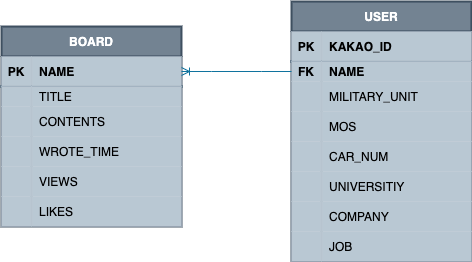 BOARD
PK NAME
TITLE
CONTENTS
WROTE_TIME
VIEWS
LIKES
USER
PK KAKAO_ID
FK NAME
MILITARY_UNIT
MOS
CAR_NUM
UNIVERSITIY
COMPANY
JOB